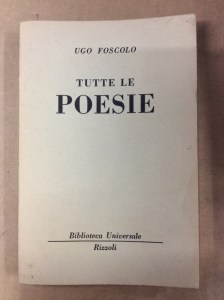 UGO FOSCOLO
TUTTE LE
POESIE
Biblioteca Universale
Rizzoli